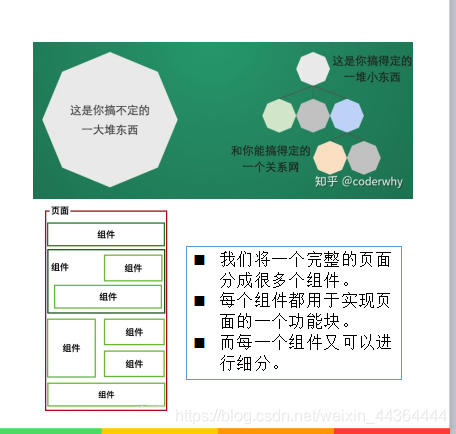 这是你搞不定的
一大堆东西
这是你搞得定的
一堆小东西
和你能搞得定的
一个关系网
知乎 @coderwhy
页面
组件
组件
组件
组件
组件
组件
组件
组件
■ 我们将一个完整的页面
分成很多个组件。
■ 每个组件都用于实现页
面的一个功能块。
■ 而每一个组件又可以进
行细分。
https://blog.csdn.net/weixin_44364444